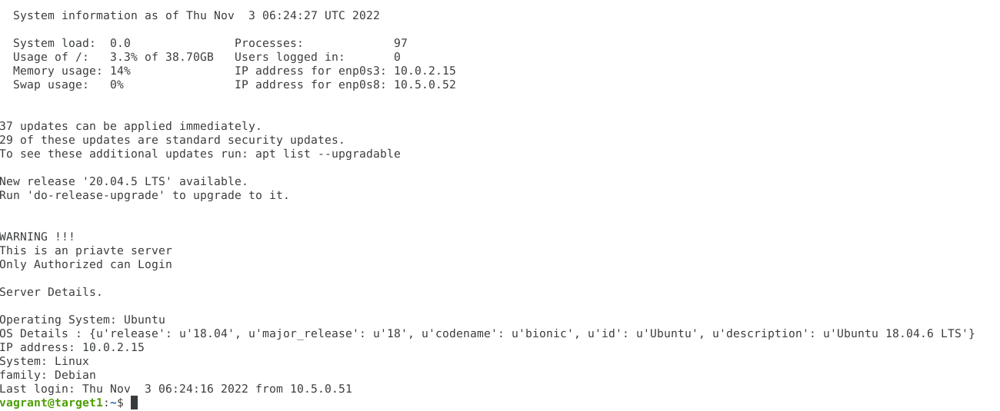 System information as of Thu Nov  3 06:24:27 UTC 2022
System load:  0.0               Processes:             97
Usage of /:   3.3% of 38.70GB   Users logged in:       0
Memory usage: 14%               IP address for enp0s3: 10.0.2.15
Swap usage:   0%                IP address for enp0s8: 10.5.0.52
37 updates can be applied immediately.
29 of these updates are standard security updates.
To see these additional updates run: apt list --upgradable
New release '20.04.5 LTS' available.
Run 'do-release-upgrade' to upgrade to it.
WARNING !!!
This is an priavte server
Only Authorized can Login
Server Details.
Operating System: Ubuntu
OS Details : {u'release': u'18.04', u'major_release': u'18', u'codename': u'bionic', u'id': u'Ubuntu', u'description': u'Ubuntu 18.04.6 LTS'}
IP address: 10.0.2.15
System: Linux
family: Debian
Last login: Thu Nov  3 06:24:16 2022 from 10.5.0.51
vagrant@target1:~$